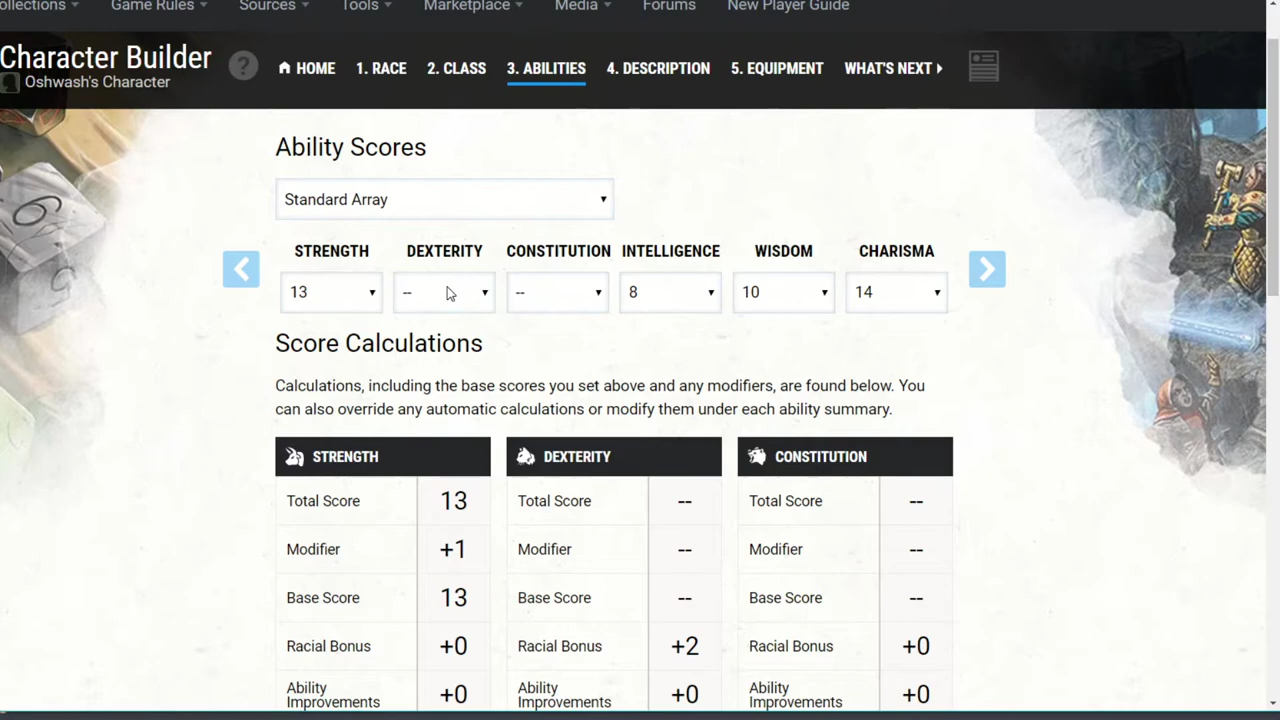 ollections Game Rules Sources Tools Marketplace Media Forums New Player Guide
Character Builder
Oshwash's Character
? HOME 1. RACE 2. CLASS 3. ABILITIES 4. DESCRIPTION 5. EQUIPMENT WHAT'S NEXT
Ability Scores
Standard Array
STRENGTH DEXTERITY CONSTITUTION INTELLIGENCE WISDOM CHARISMA
13 -- -- 8 10 14
Score Calculations
Calculations, including the base scores you set above and any modifiers, are found below. You
can also override any automatic calculations or modify them under each ability summary.
STRENGTH DEXTERITY CONSTITUTION
Total Score 13 Total Score -- Total Score --
Modifier +1 Modifier -- Modifier --
Base Score 13 Base Score -- Base Score --
Racial Bonus +0 Racial Bonus +2 Racial Bonus +0
Ability Improvements +0 Ability Improvements +0 Ability Improvements +0